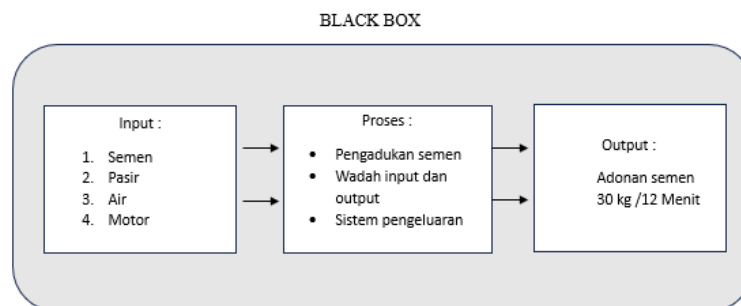 BLACK BOX
Input :
1. Semen
2. Pasir
3. Air
4. Motor
Proses :
• Pengadukan semen
• Wadah input dan
output
• Sistem pengeluaran
Output :
Adonan semen
30 kg /12 Menit